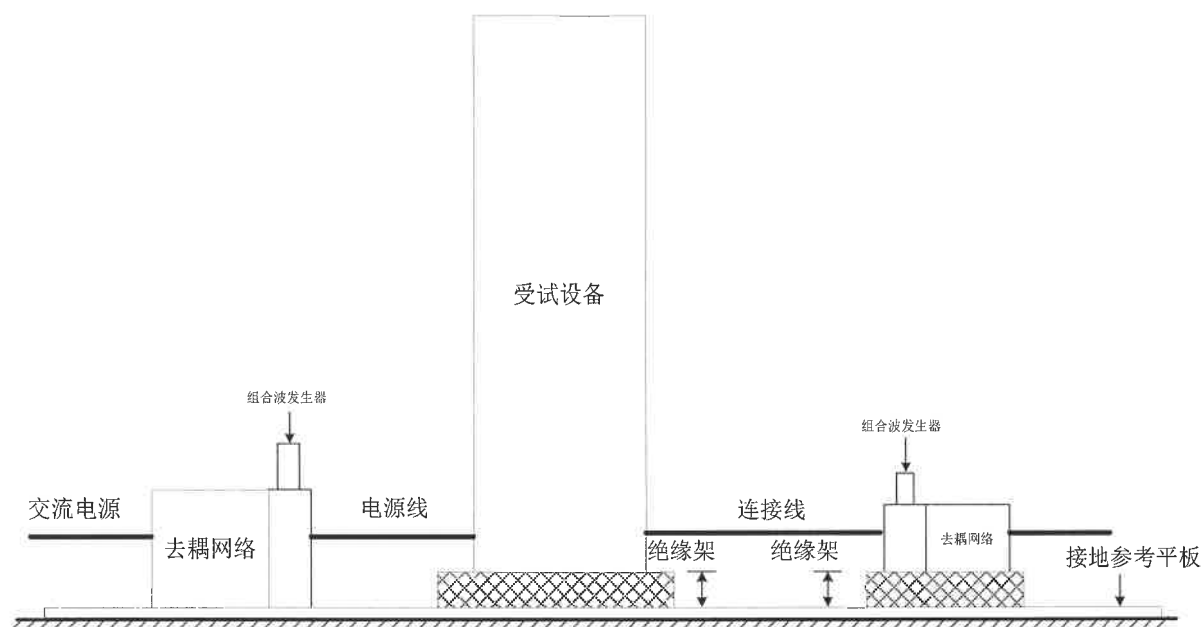 受试设备
组合波发生器
组合波发生器
交流电源
电源线
连接线
去耦网络
去耦网络
绝缘架
绝缘架
接地参考平板